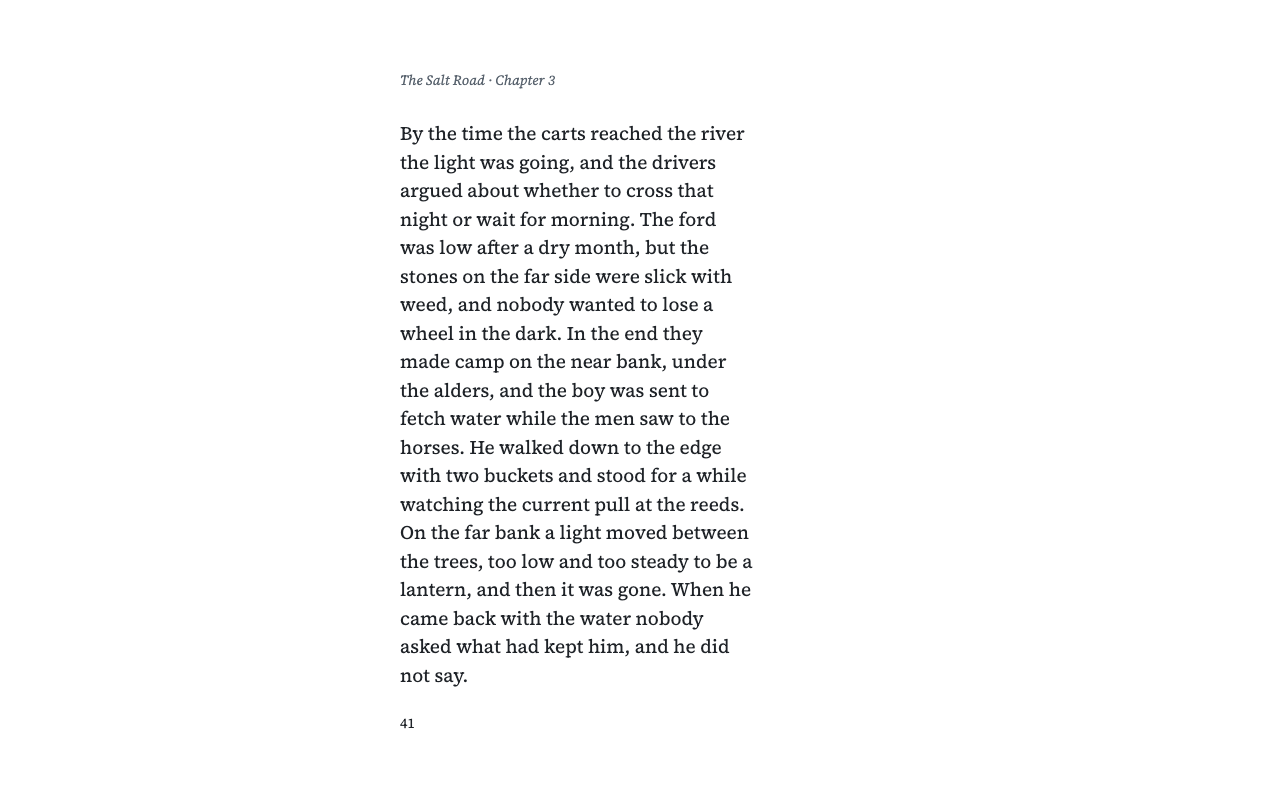 The Salt Road · Chapter 3
By the time the carts reached the river
the light was going, and the drivers
argued about whether to cross that
night or wait for morning. The ford
was low after a dry month, but the
stones on the far side were slick with
weed, and nobody wanted to lose a
wheel in the dark. In the end they
made camp on the near bank, under
the alders, and the boy was sent to
fetch water while the men saw to the
horses. He walked down to the edge
with two buckets and stood for a while
watching the current pull at the reeds.
On the far bank a light moved between
the trees, too low and too steady to be a
lantern, and then it was gone. When he
came back with the water nobody
asked what had kept him, and he did
not say.
41